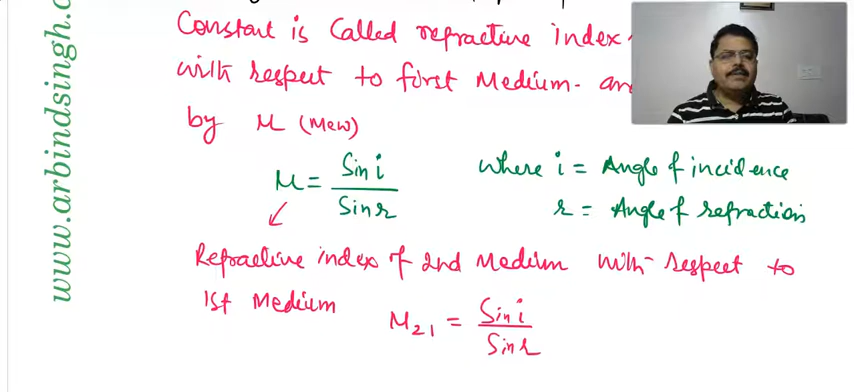 Constant is called refractive index
with respect to first Medium.
by μ (Mew)
μ = Sin i / Sin r where i = Angle of incidence
r = Angle of refraction
Refractive index of 2nd Medium with respect to
1st Medium
μ21 = Sin i / Sin r
www.arbindsingh.c